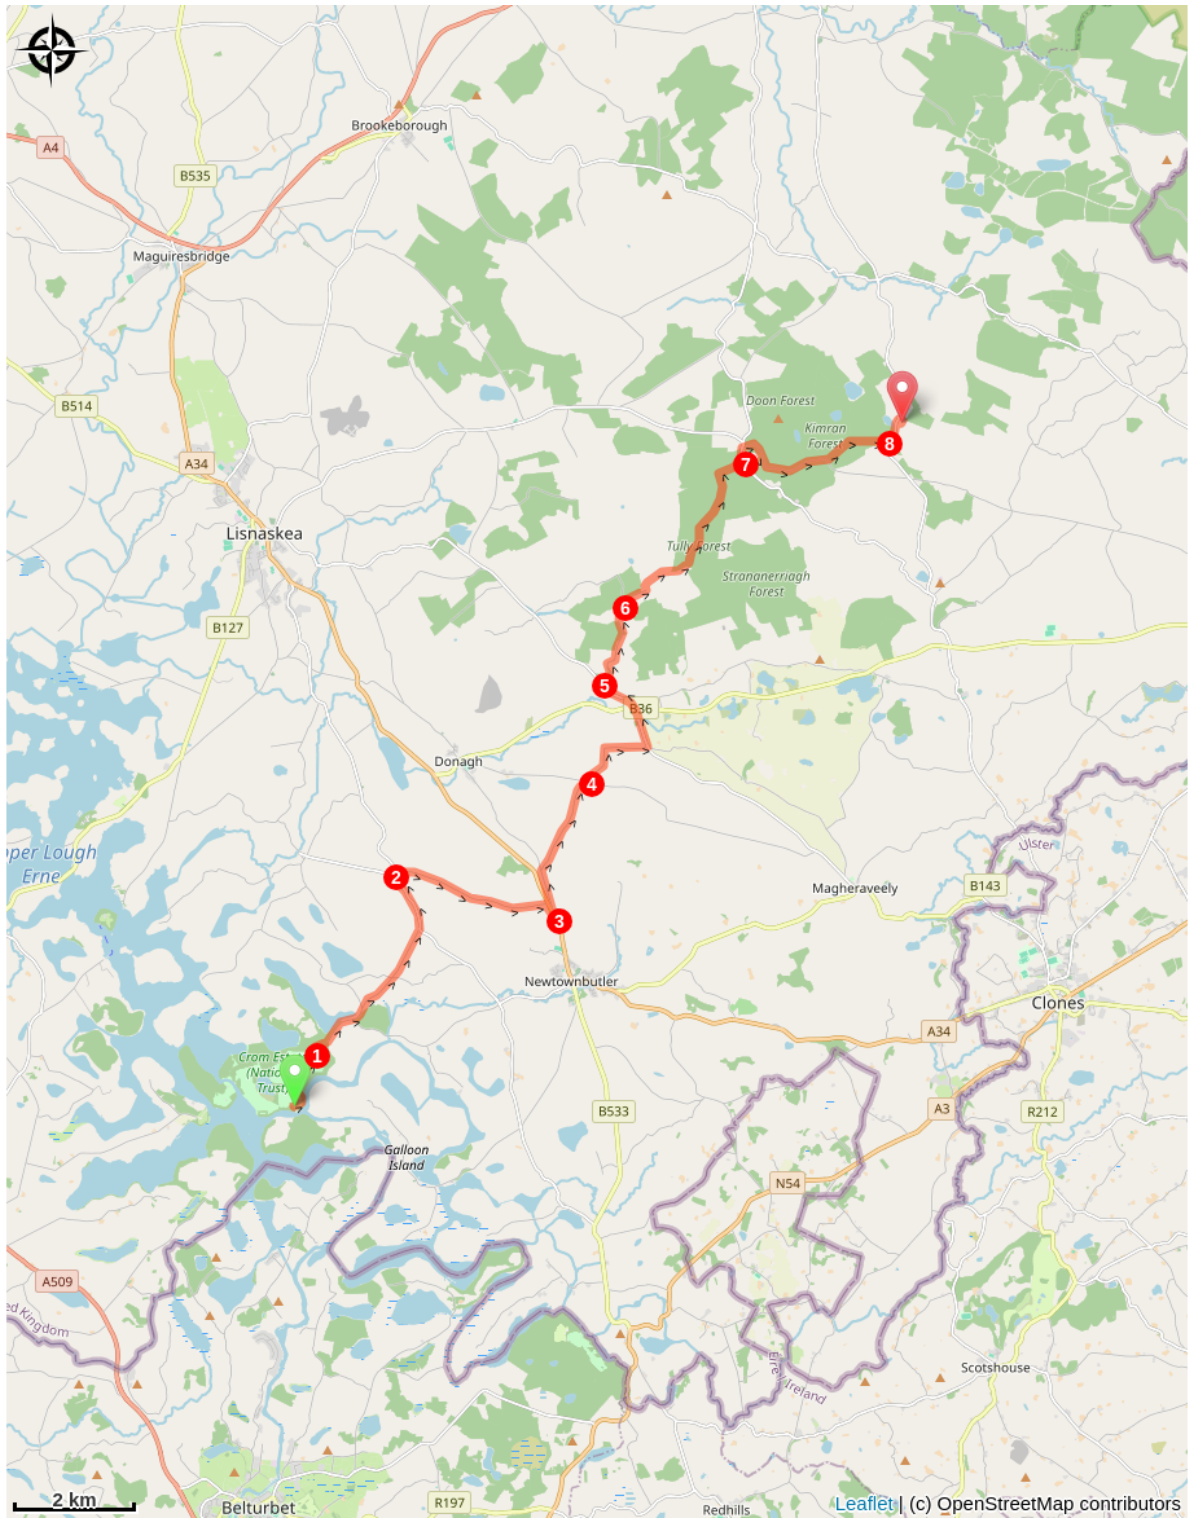 Brookeborough
A4
B535
Maguiresbridge
B514
Doon Forest
Kimran
Forest
8
A34
7
Lisnaskea
Tully Forest
Strananerriagh
Forest
6
B127
5
B36
Donagh
4
Ulster
per Lough
Erne
2
Magheraveely
B143
3
Newtownbutler
Clones
A34
1
Crom Est
(Natio
Trust)
B533
A3
R212
Galloon
Island
N54
A509
ed Kingdom
Éire / Ireland
Scotshouse
2 km
Belturbet
R197
Redhills
Leaflet | (c) OpenStreetMap contributors